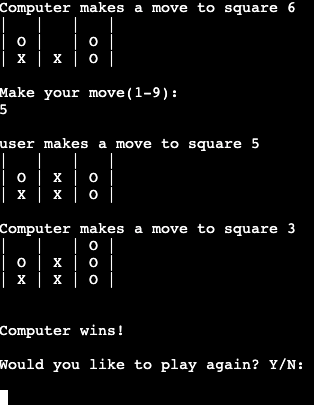 Computer makes a move to square 6
|   |   |   |
| O |   | O |
| X | X | O |
Make your move(1-9):
5
user makes a move to square 5
|   |   |   |
| O | X | O |
| X | X | O |
Computer makes a move to square 3
|   |   | O |
| O | X | O |
| X | X | O |
Computer wins!
Would you like to play again? Y/N: